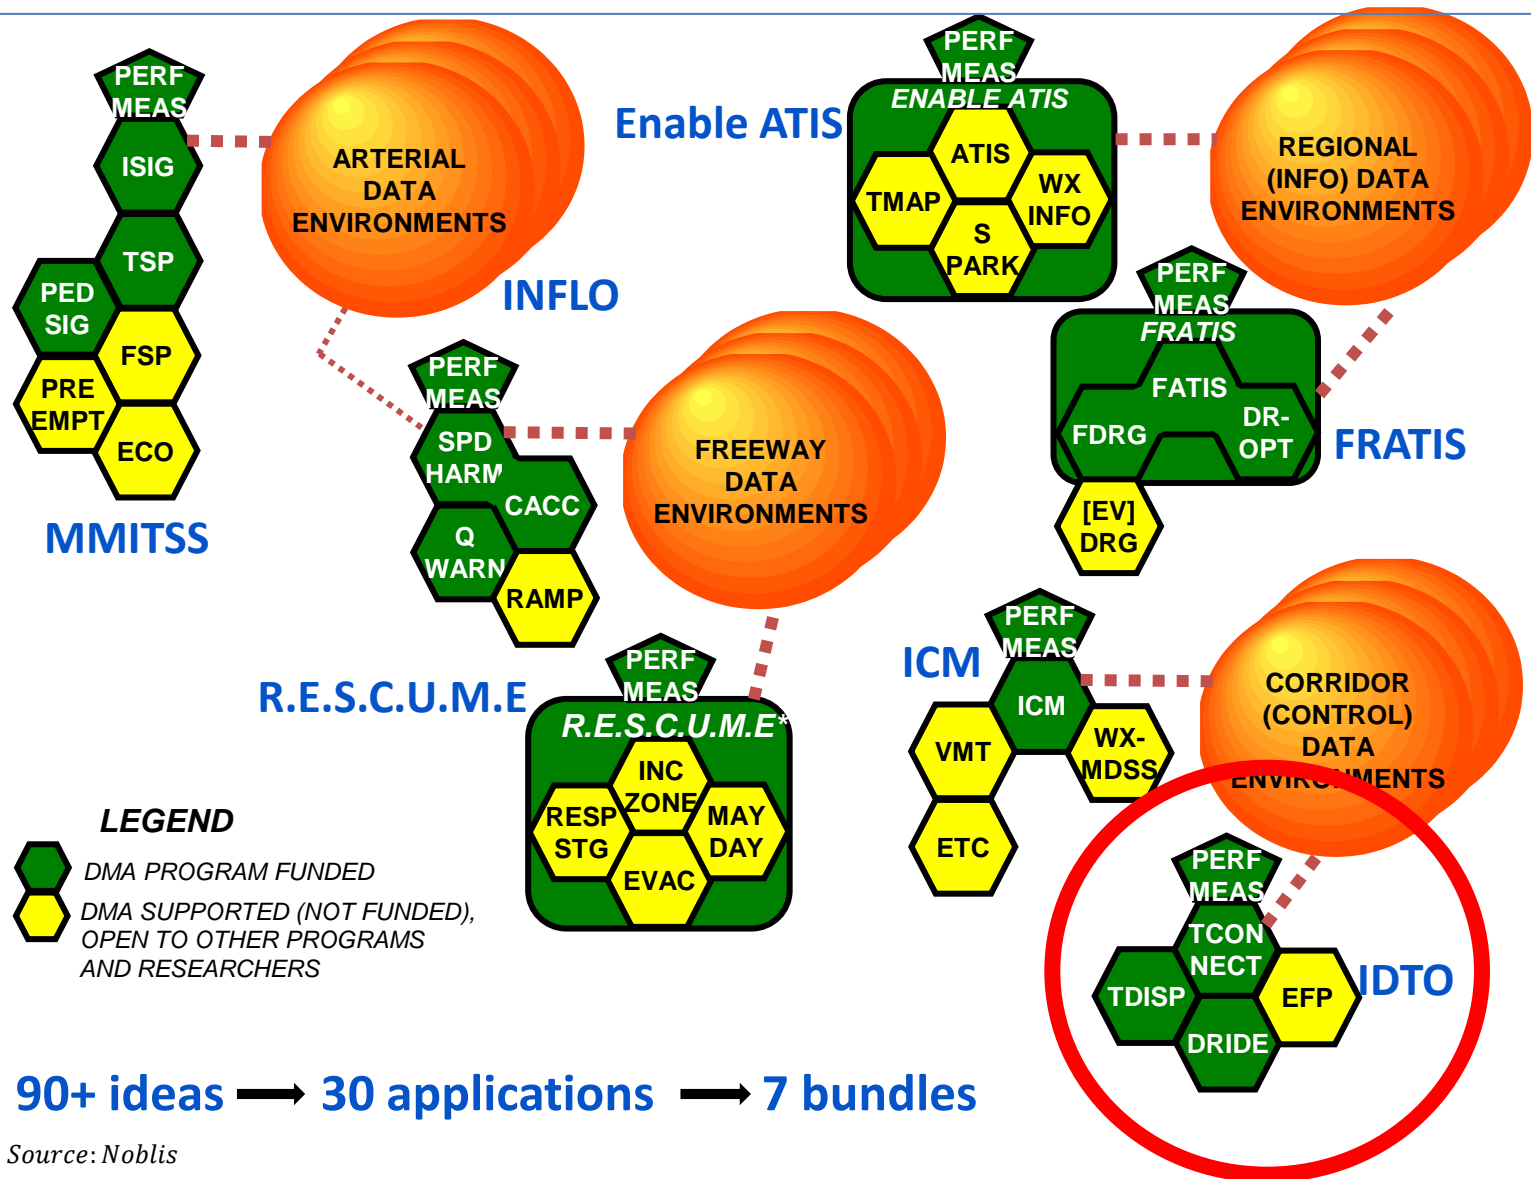 PERF
MEAS
ISIG
TSP
PED
SIG
FSP
PRE
EMPT
ECO
MMITSS
ARTERIAL
DATA
ENVIRONMENTS
INFLO
PERF
MEAS
SPD
HARM
CACC
Q
WARN
RAMP
FREEWAY
DATA
ENVIRONMENTS
Enable ATIS
PERF
MEAS
ENABLE ATIS
ATIS
TMAP
WX
INFO
S
PARK
REGIONAL
(INFO) DATA
ENVIRONMENTS
PERF
MEAS
FRATIS
FATIS
FDRG
DR-
OPT
[EV]
DRG
FRATIS
R.E.S.C.U.M.E
PERF
MEAS
R.E.S.C.U.M.E*
INC
ZONE
RESP
STG
MAY
DAY
EVAC
ICM
PERF
MEAS
ICM
VMT
WX-
MDSS
ETC
CORRIDOR
(CONTROL)
DATA
ENVIRONMENTS
PERF
MEAS
TCON
NECT
TDISP
EFP
DRIDE
IDTO
LEGEND
DMA PROGRAM FUNDED
DMA SUPPORTED (NOT FUNDED),
OPEN TO OTHER PROGRAMS
AND RESEARCHERS
90+ ideas → 30 applications → 7 bundles
Source: Noblis